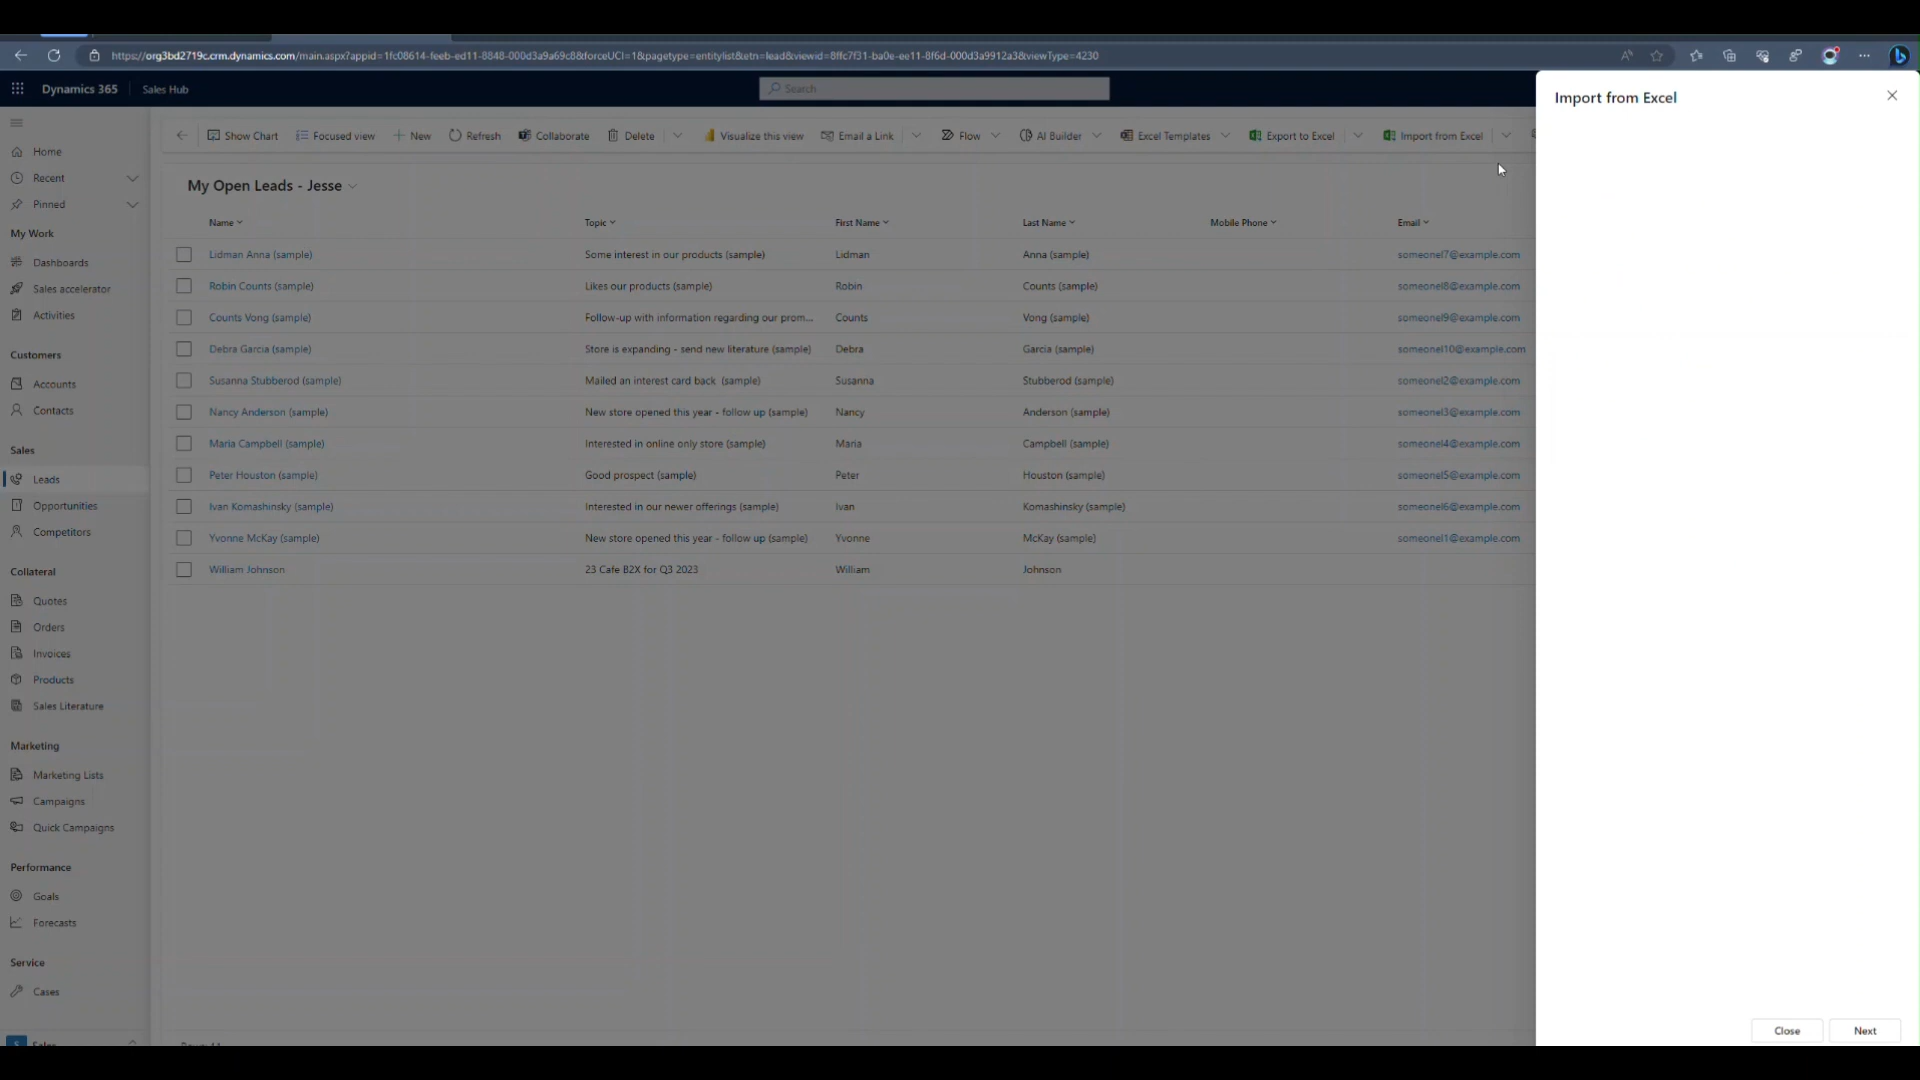 https://org3bd2719c.crm.dynamics.com/main.aspx?appid=1fc08614-feeb-ed11-8848-000d3a9a69c8&forceUCI=1&pagetype=entitylist&etn=lead&viewid=8ffc7f31-ba0e-ee11-8f6d-000d3a9912a3&viewType=4230
Dynamics 365
Sales Hub
Search
Import from Excel
Show Chart
Focused view
New
Refresh
Collaborate
Delete
Visualize this view
Email a Link
Flow
AI Builder
Excel Templates
Export to Excel
Import from Excel
Home
Recent
Pinned
My Work
Dashboards
Sales accelerator
Activities
Customers
Accounts
Contacts
Sales
Leads
Opportunities
Competitors
Collateral
Quotes
Orders
Invoices
Products
Sales Literature
Marketing
Marketing Lists
Campaigns
Quick Campaigns
Performance
Goals
Forecasts
Service
Cases
My Open Leads - Jesse
Name Topic First Name Last Name Mobile Phone Email
Lidman Anna (sample) Some interest in our products (sample) Lidman Anna (sample) someonel7@example.com
Robin Counts (sample) Likes our products (sample) Robin Counts (sample) someonel8@example.com
Counts Vong (sample) Follow-up with information regarding our prom... Counts Vong (sample) someonel9@example.com
Debra Garcia (sample) Store is expanding - send new literature (sample) Debra Garcia (sample) someonel10@example.com
Susanna Stubberod (sample) Mailed an interest card back (sample) Susanna Stubberod (sample) someonel2@example.com
Nancy Anderson (sample) New store opened this year - follow up (sample) Nancy Anderson (sample) someonel3@example.com
Maria Campbell (sample) Interested in online only store (sample) Maria Campbell (sample) someonel4@example.com
Peter Houston (sample) Good prospect (sample) Peter Houston (sample) someonel5@example.com
Ivan Komashinsky (sample) Interested in our newer offerings (sample) Ivan Komashinsky (sample) someonel6@example.com
Yvonne McKay (sample) New store opened this year - follow up (sample) Yvonne McKay (sample) someonel1@example.com
William Johnson 23 Cafe B2X for Q3 2023 William Johnson
Close
Next